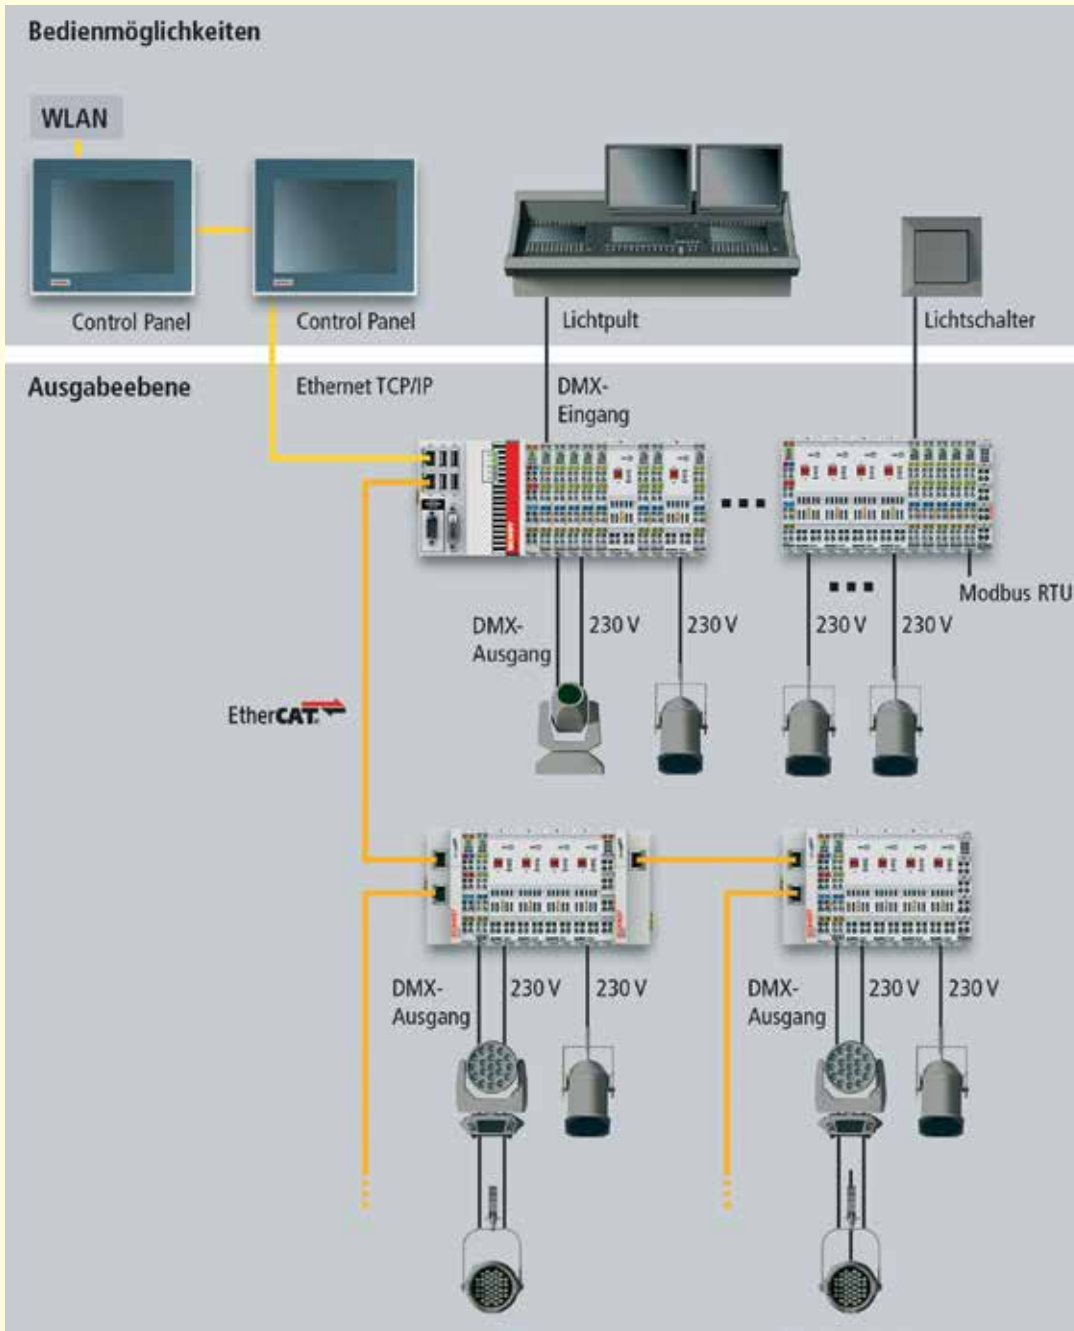 Bedienmöglichkeiten
WLAN
Control Panel
Control Panel
Lichtpult
Lichtschalter
Ausgabeebene
Ethernet TCP/IP
DMX-
Eingang
Modbus RTU
DMX-
Ausgang
230 V
230 V
230 V
230 V
EtherCAT
DMX-
Ausgang
230 V
230 V
DMX-
Ausgang
230 V
230 V